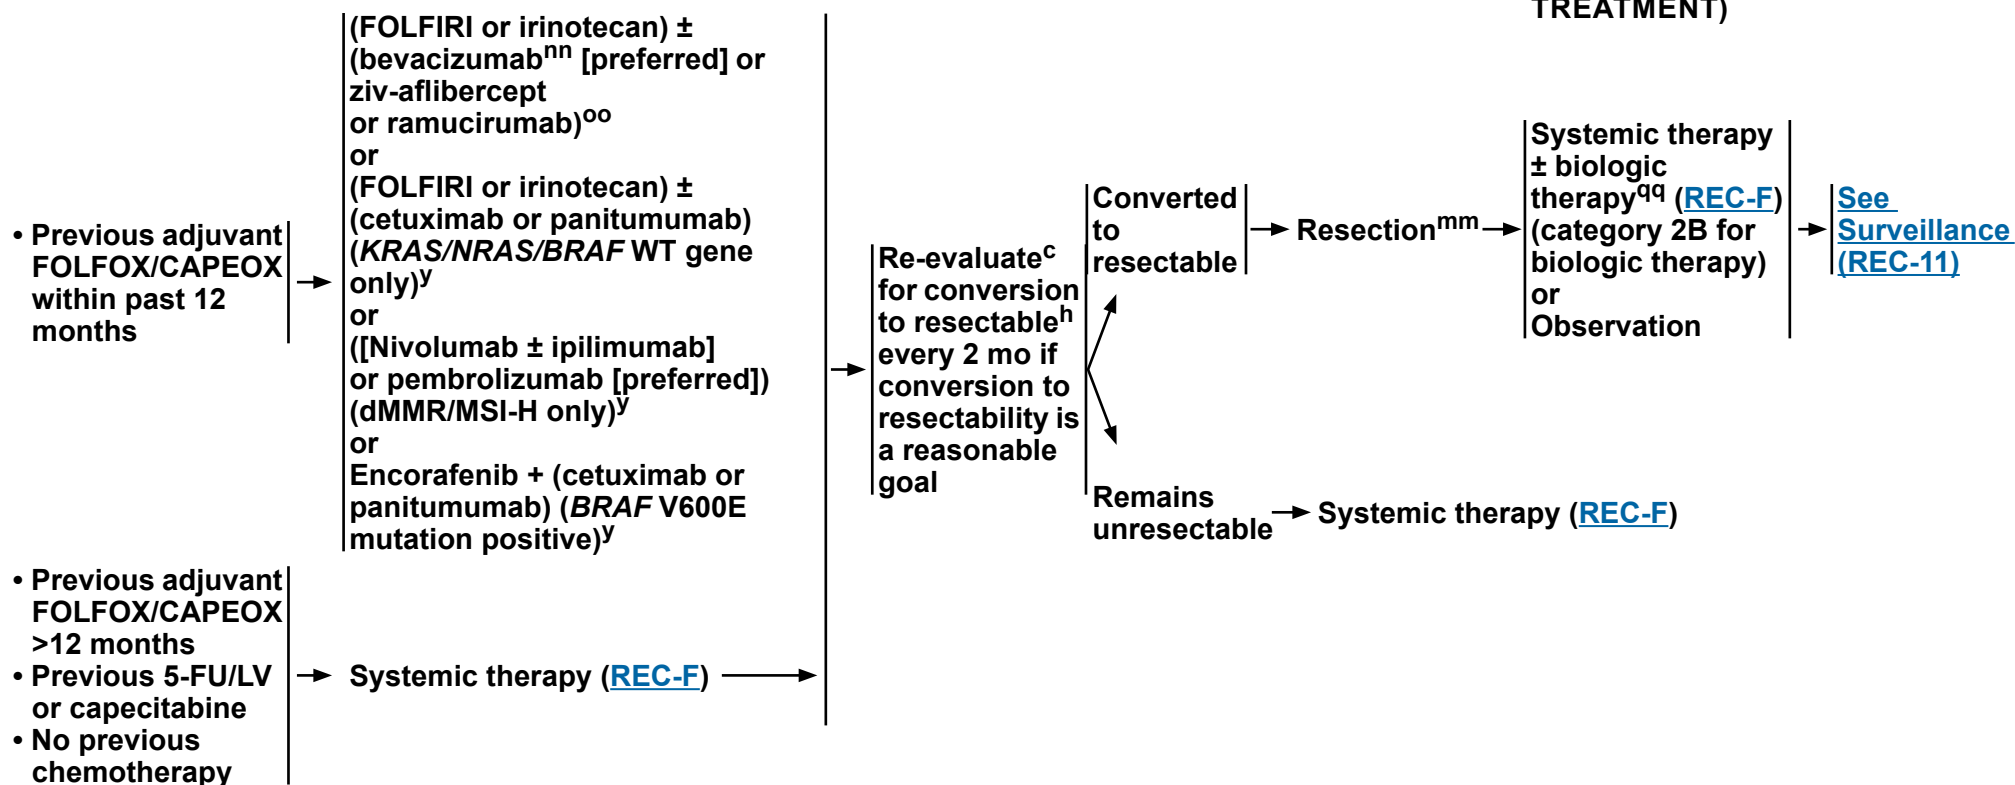 TREATMENT)
• Previous adjuvant
FOLFOX/CAPEOX
within past 12
months
(FOLFIRI or irinotecan) ±
(bevacizumabnn [preferred] or
ziv-aflibercept
or ramucirumab)oo
or
(FOLFIRI or irinotecan) ±
(cetuximab or panitumumab)
(KRAS/NRAS/BRAF WT gene
only)y
or
([Nivolumab ± ipilimumab]
or pembrolizumab [preferred])
(dMMR/MSI-H only)y
or
Encorafenib + (cetuximab or
panitumumab) (BRAF V600E
mutation positive)y
• Previous adjuvant
FOLFOX/CAPEOX
>12 months
• Previous 5-FU/LV
or capecitabine
• No previous
chemotherapy
Systemic therapy (REC-F)
Re-evaluatec
for conversion
to resectableh
every 2 mo if
conversion to
resectability is
a reasonable
goal
Converted
to
resectable
Resectionmm
Systemic therapy
± biologic
therapyqq (REC-F)
(category 2B for
biologic therapy)
or
Observation
See
Surveillance
(REC-11)
Remains
unresectable
Systemic therapy (REC-F)